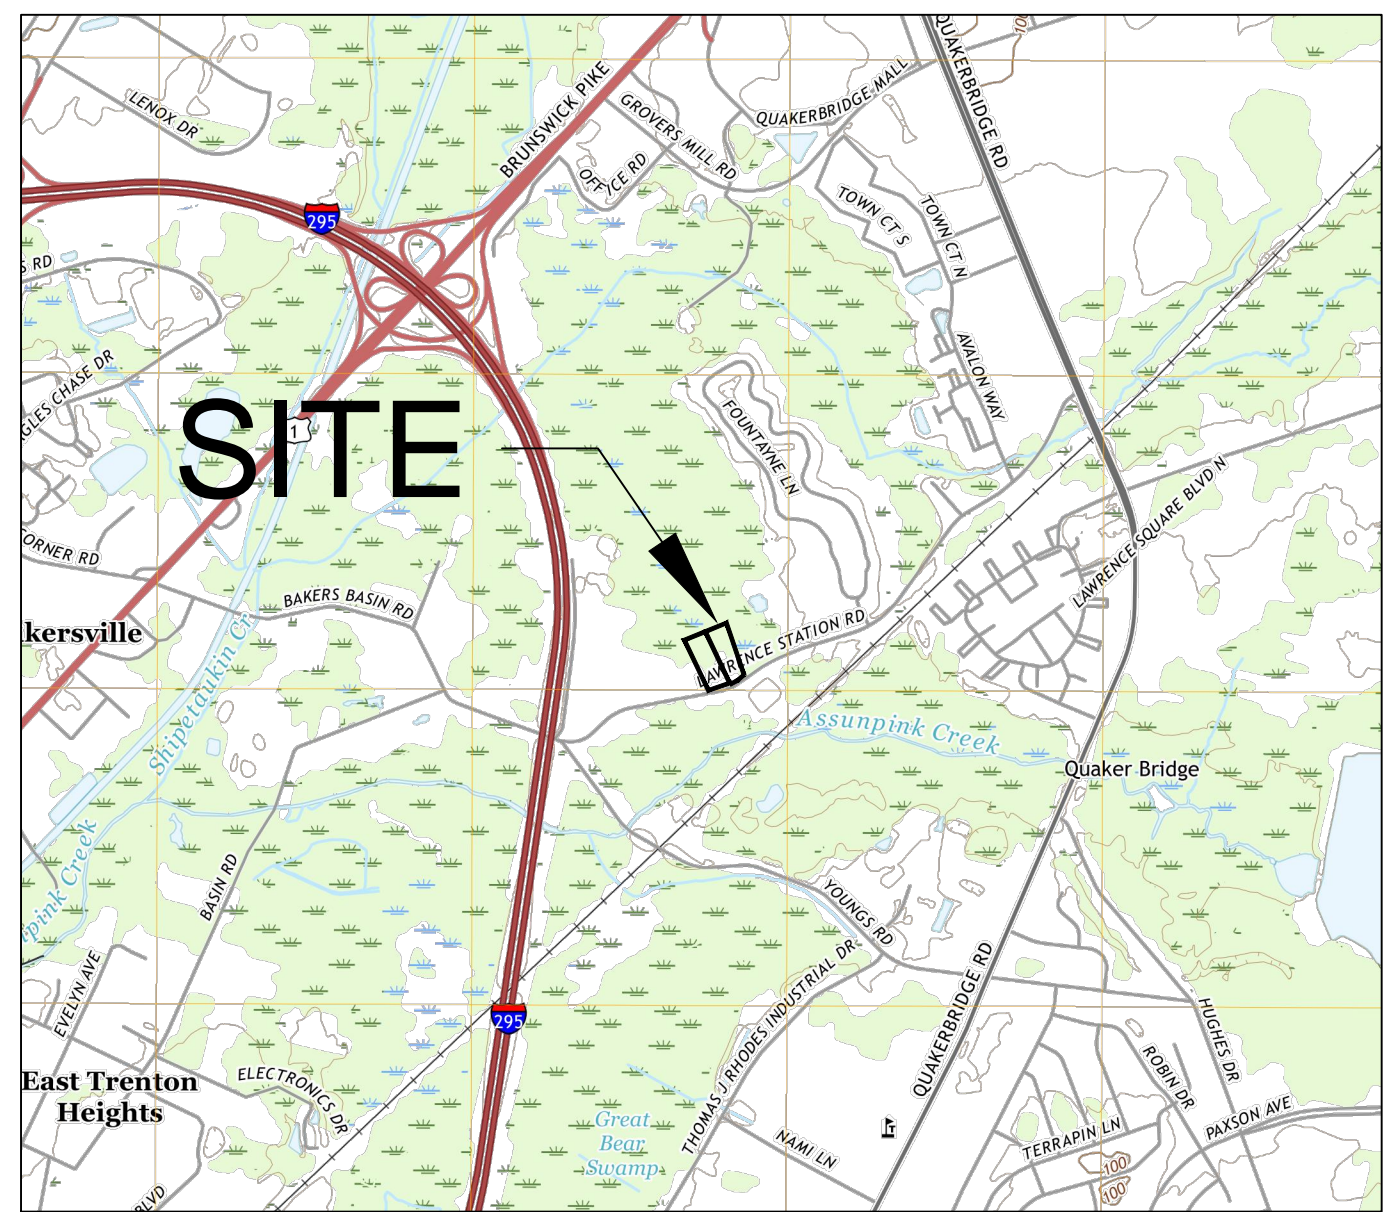 LENOX DR
BRUNSWICK PIKE
GROVERS MILL RD
QUAKERBRIDGE MALL
QUAKERBRIDGE RD
100
OFFICE RD
TOWN CT S
TOWN CT N
295
S RD
AVALON WAY
GLES CHASE DR
SITE
1
FOUNTAYNE LN
LAWRENCE SQUARE BLVD N
ORNER RD
BAKERS BASIN RD
kersville
LAWRENCE STATION RD
Shipetaukin Cr
Assunpink Creek
Quaker Bridge
pink Creek
BASIN RD
YOUNGS RD
EVELYN AVE
295
THOMAS J RHODES INDUSTRIAL DR
QUAKERBRIDGE RD
HUGHES DR
ROBIN DR
East Trenton
Heights
ELECTRONICS DR
Great
Bear
Swamp
NAMI LN
TERRAPIN LN
PAXSON AVE
100
100
BLVD